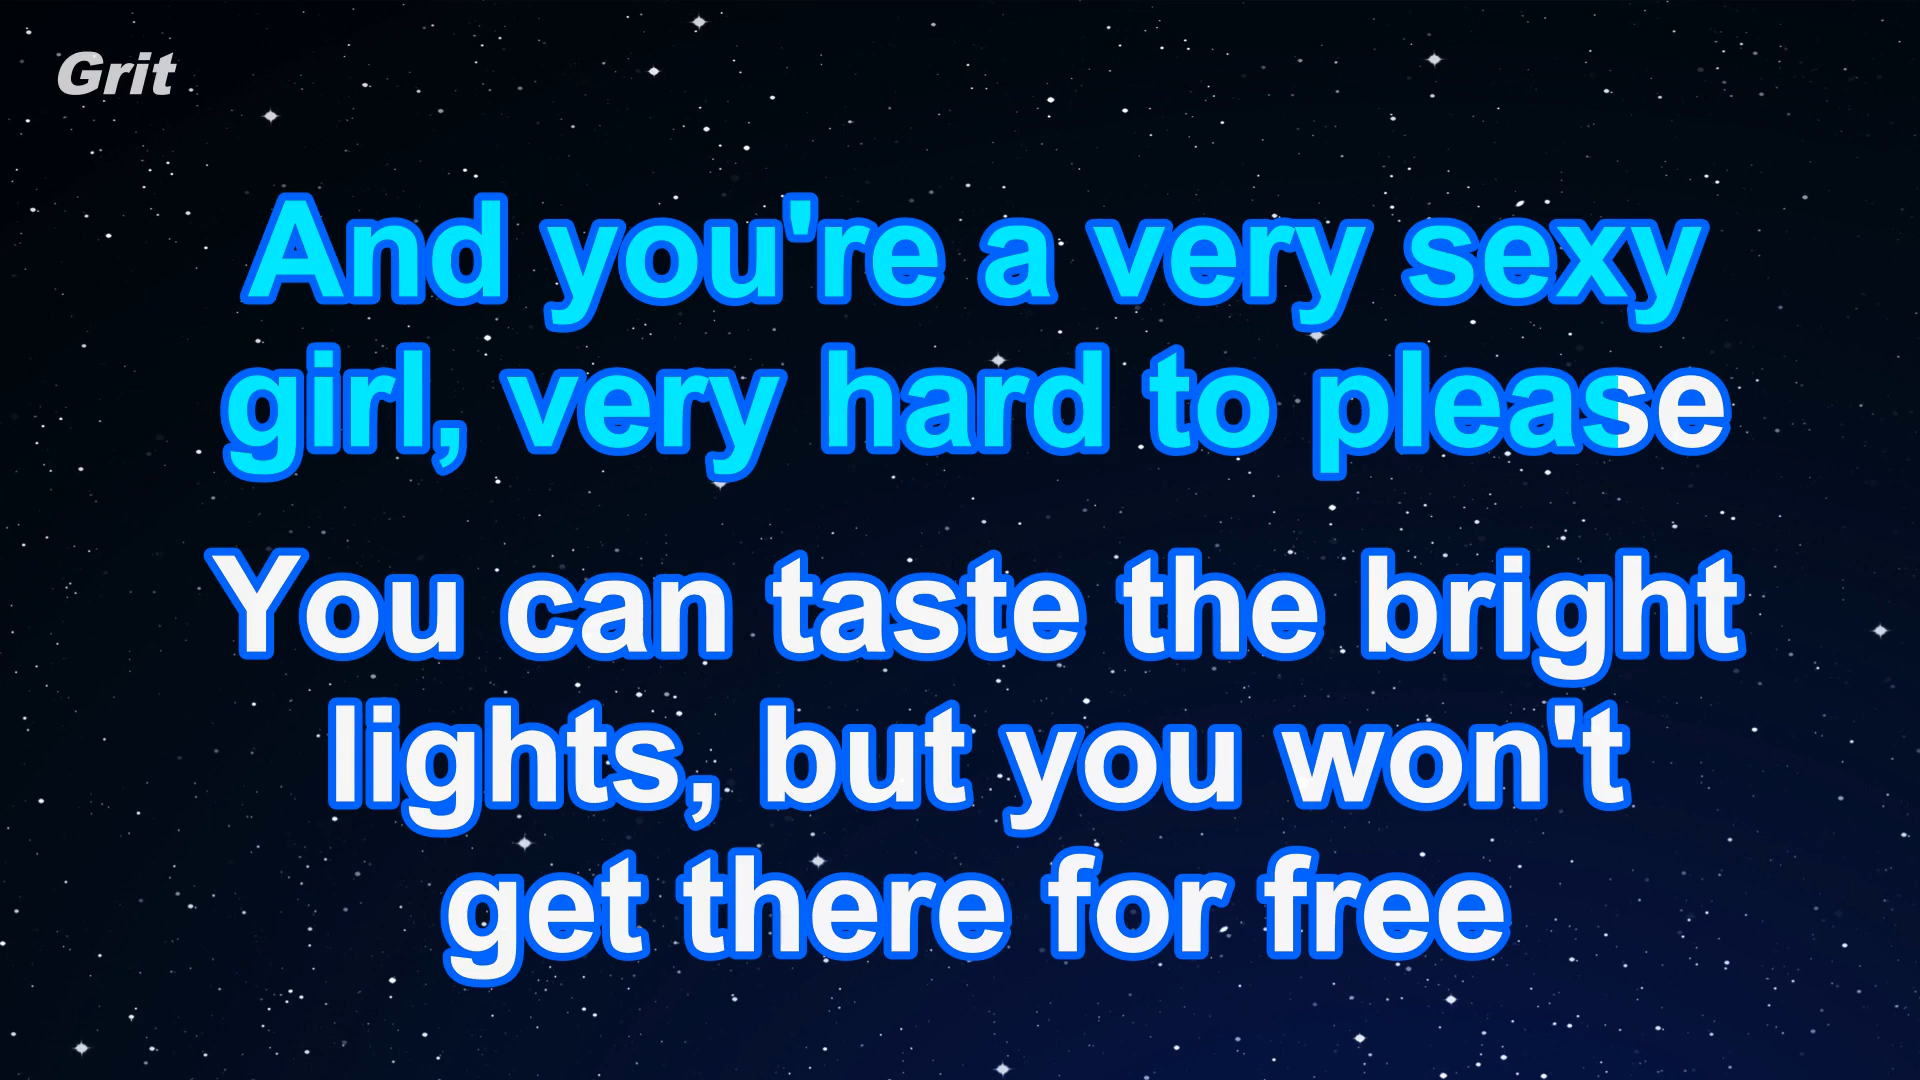 Grit
And you're a very sexy
girl, very hard to please
You can taste the bright
lights, but you won't
get there for free